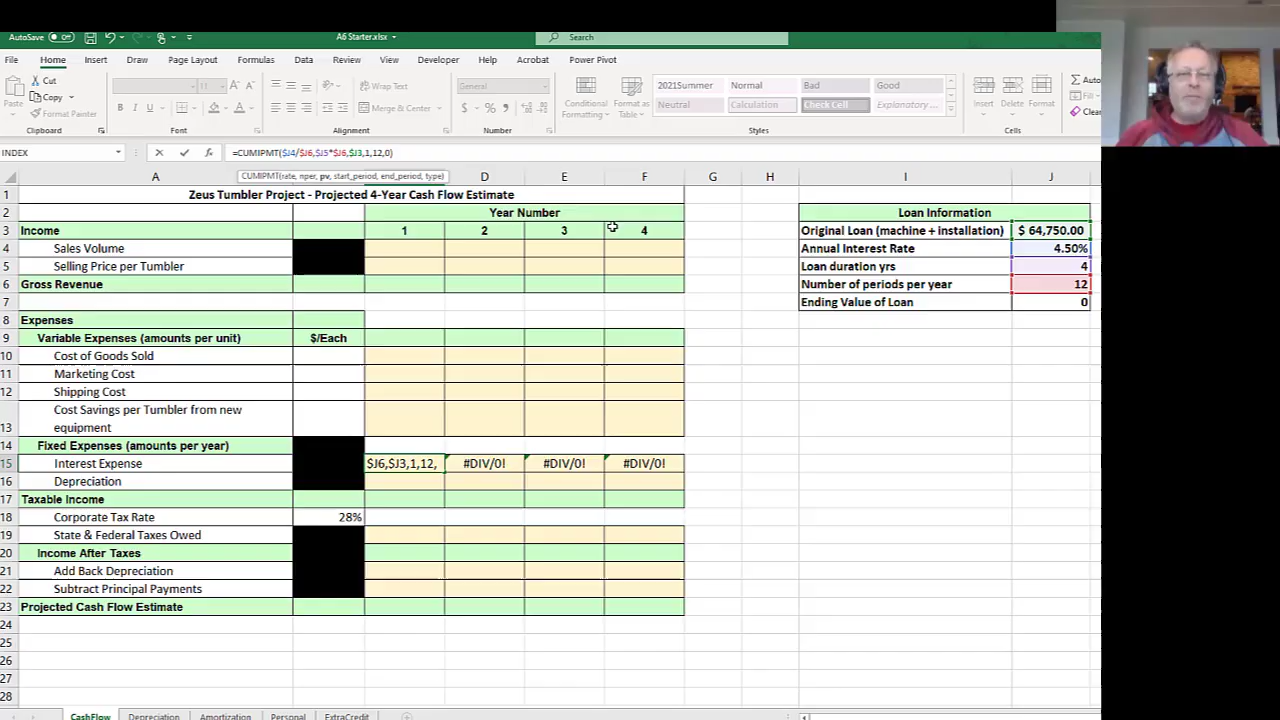 AutoSave Off
A6 Starter.xlsx
Search
File Home Insert Draw Page Layout Formulas Data Review View Developer Help Acrobat Power Pivot
Paste
Cut
Copy
Format Painter
Clipboard
11
B I U
Font
Wrap Text
Merge & Center
Alignment
General
$ % 9
Number
Conditional Formatting
Format as Table
2021Summer Normal Bad Good
Neutral Calculation Check Cell Explanatory ...
Styles
Insert Delete Format
Cells
Auto
Fill
Clear
INDEX
fx
=CUMIPMT($J4/$J6,$J5*$J6,$J3,1,12,0)
CUMIPMT(rate, nper, pv, start_period, end_period, type)
A D E F G H I J
1 Zeus Tumbler Project - Projected 4-Year Cash Flow Estimate
2 Year Number Loan Information
3 Income 1 2 3 4 Original Loan (machine + installation) $ 64,750.00
4 Sales Volume Annual Interest Rate 4.50%
5 Selling Price per Tumbler Loan duration yrs 4
6 Gross Revenue Number of periods per year 12
7 Ending Value of Loan 0
8 Expenses
9 Variable Expenses (amounts per unit) $/Each
10 Cost of Goods Sold
11 Marketing Cost
12 Shipping Cost
Cost Savings per Tumbler from new
13 equipment
14 Fixed Expenses (amounts per year)
15 Interest Expense $J6,$J3,1,12, #DIV/0! #DIV/0! #DIV/0!
16 Depreciation
17 Taxable Income
18 Corporate Tax Rate 28%
19 State & Federal Taxes Owed
20 Income After Taxes
21 Add Back Depreciation
22 Subtract Principal Payments
23 Projected Cash Flow Estimate
24
25
26
27
28
CashFlow Depreciation Amortization Personal ExtraCredit